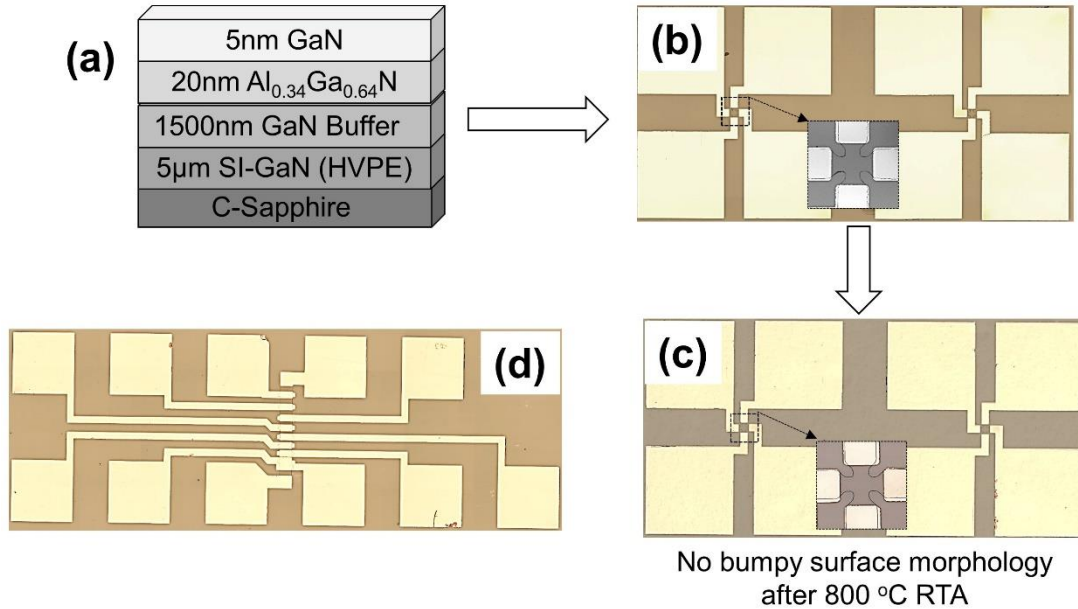 (a)
5nm GaN
20nm Al0.34Ga0.64N
1500nm GaN Buffer
5µm SI-GaN (HVPE)
C-Sapphire
(b)
(c)
No bumpy surface morphology
after 800 °C RTA
(d)